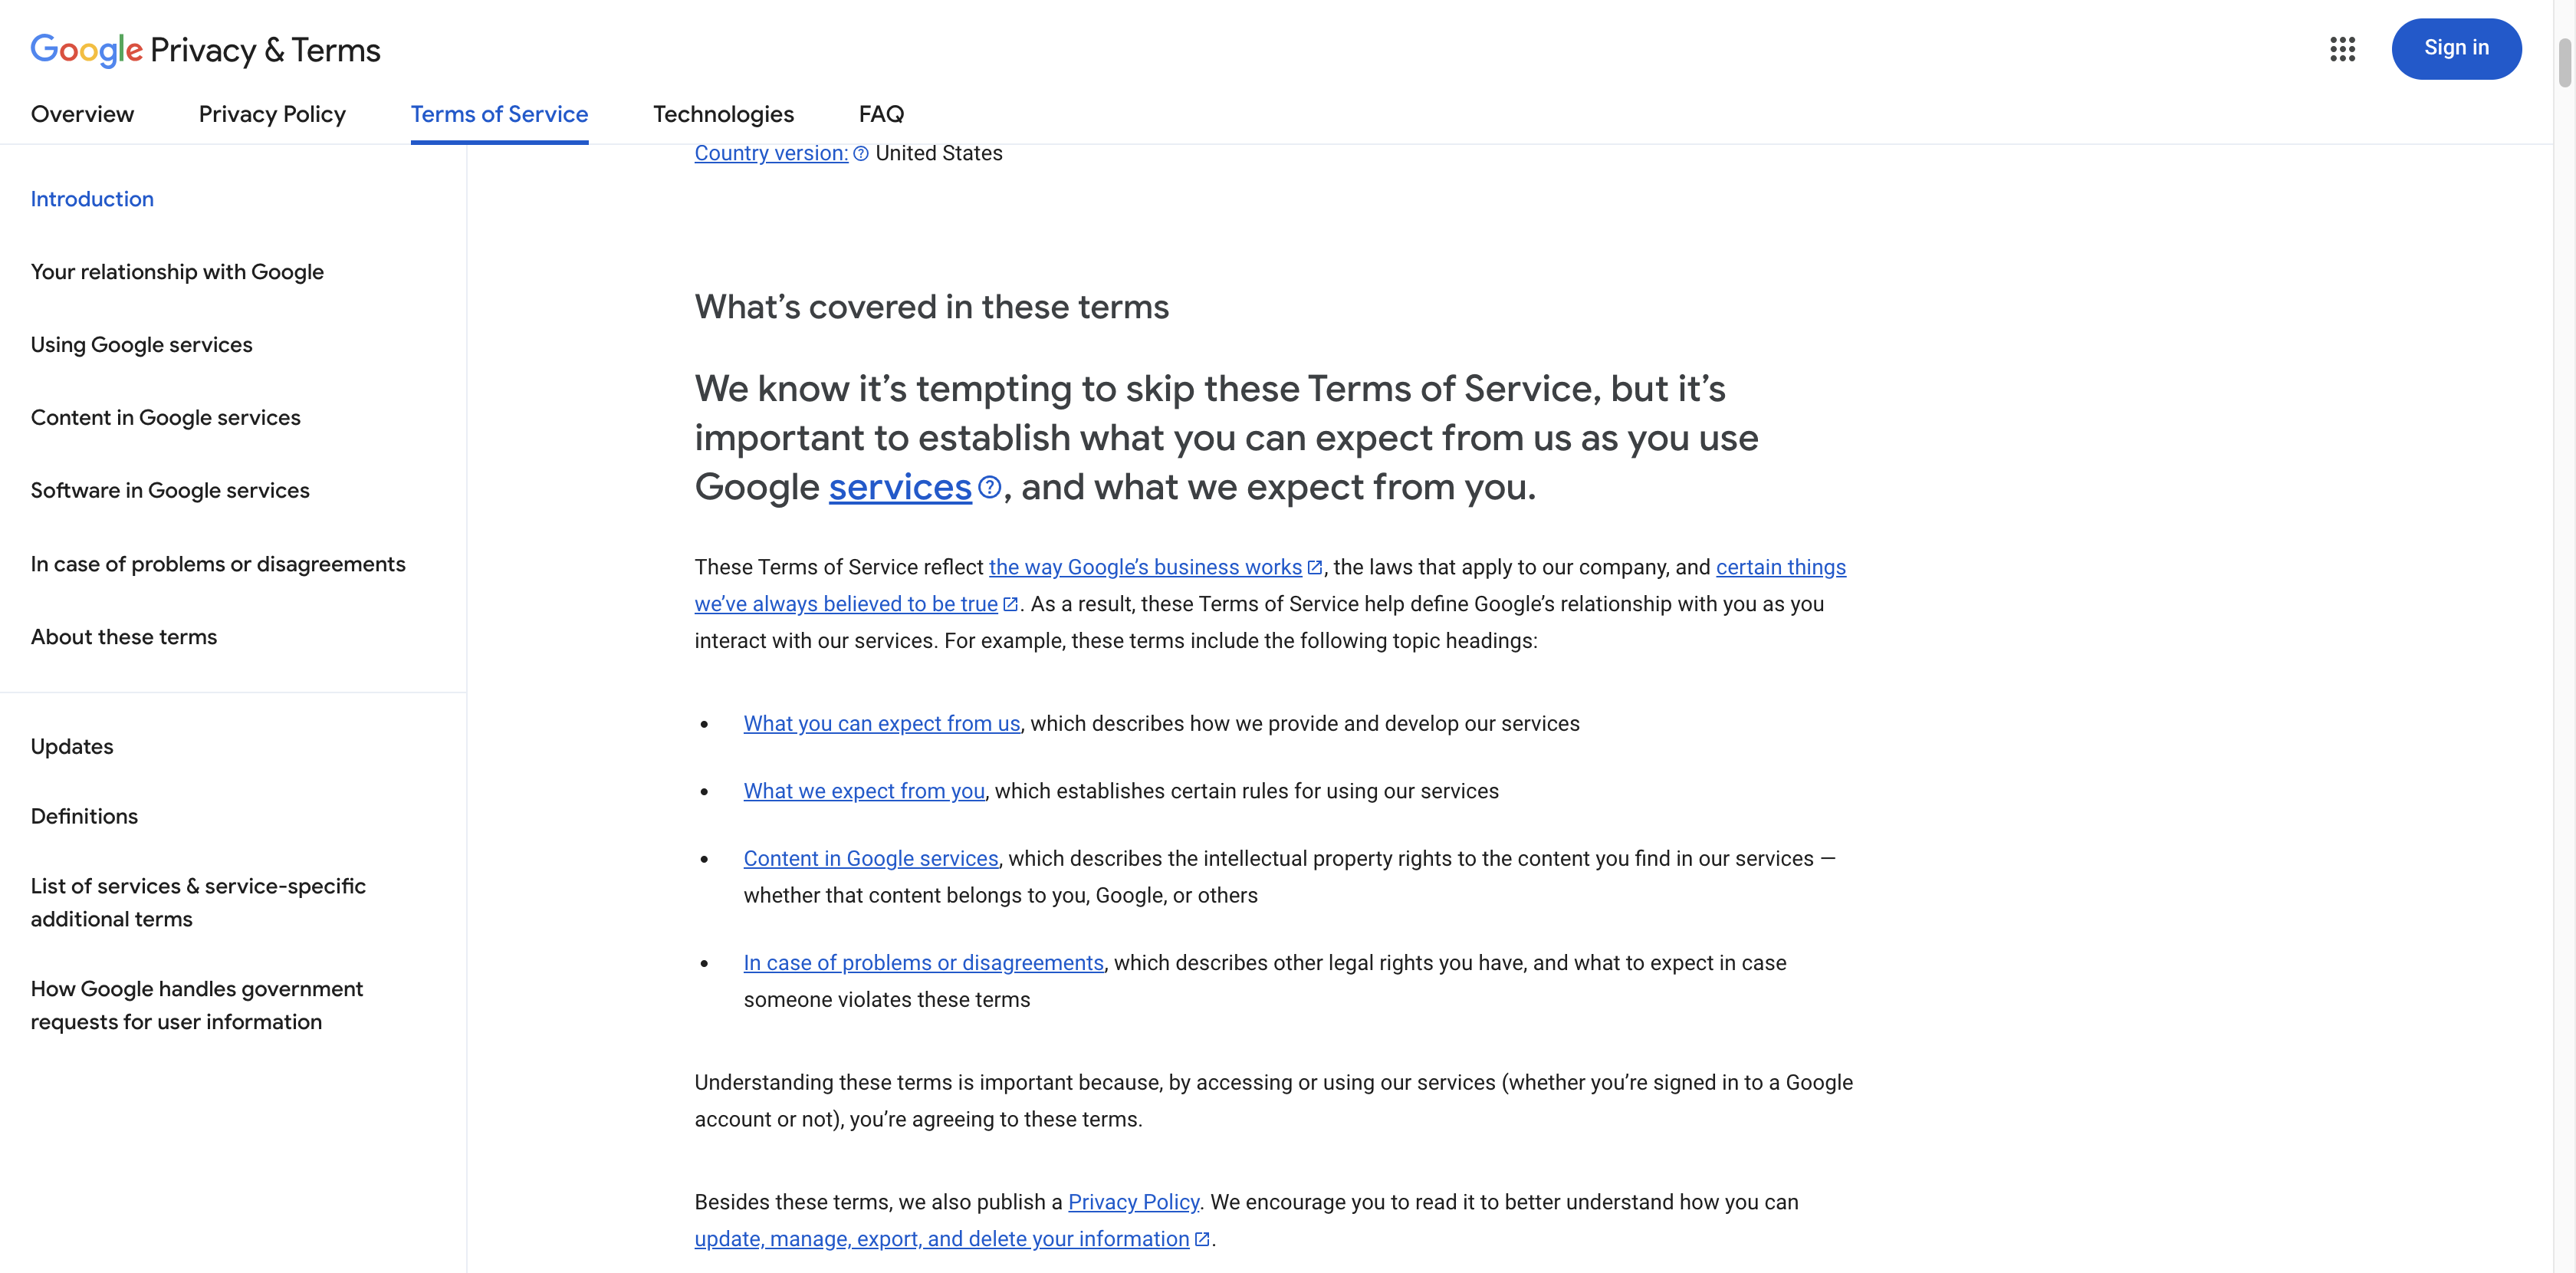 Google Privacy & Terms
Sign in
Overview
Privacy Policy
Terms of Service
Technologies
FAQ
Introduction
Your relationship with Google
Using Google services
Content in Google services
Software in Google services
In case of problems or disagreements
About these terms
Updates
Definitions
List of services & service-specific
additional terms
How Google handles government
requests for user information
Country version: United States
What’s covered in these terms
We know it’s tempting to skip these Terms of Service, but it’s
important to establish what you can expect from us as you use
Google services, and what we expect from you.
These Terms of Service reflect the way Google’s business works, the laws that apply to our company, and certain things
we’ve always believed to be true. As a result, these Terms of Service help define Google’s relationship with you as you
interact with our services. For example, these terms include the following topic headings:
• What you can expect from us, which describes how we provide and develop our services
• What we expect from you, which establishes certain rules for using our services
• Content in Google services, which describes the intellectual property rights to the content you find in our services —
whether that content belongs to you, Google, or others
• In case of problems or disagreements, which describes other legal rights you have, and what to expect in case
someone violates these terms
Understanding these terms is important because, by accessing or using our services (whether you’re signed in to a Google
account or not), you’re agreeing to these terms.
Besides these terms, we also publish a Privacy Policy. We encourage you to read it to better understand how you can
update, manage, export, and delete your information.